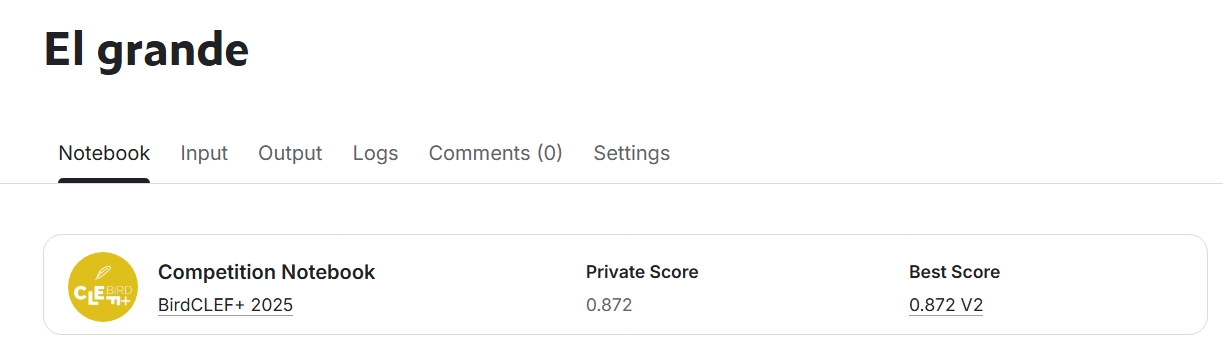 El grande
Notebook Input Output Logs Comments (0) Settings
CLEF BIRD +
Competition Notebook Private Score Best Score
BirdCLEF+ 2025 0.872 0.872 V2